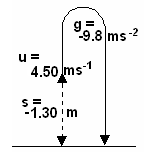 g =
-9.8 ms-2
u =
4.50 ms-1
s =
-1.30 m